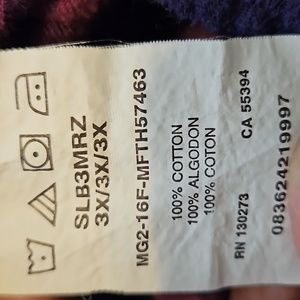 SLB3MRZ
3X/3X/3X
MG2-16F-MFTH57463
100% COTTON
100% ALGODON
100% COTON
RN 130273 CA 55394
083624219997